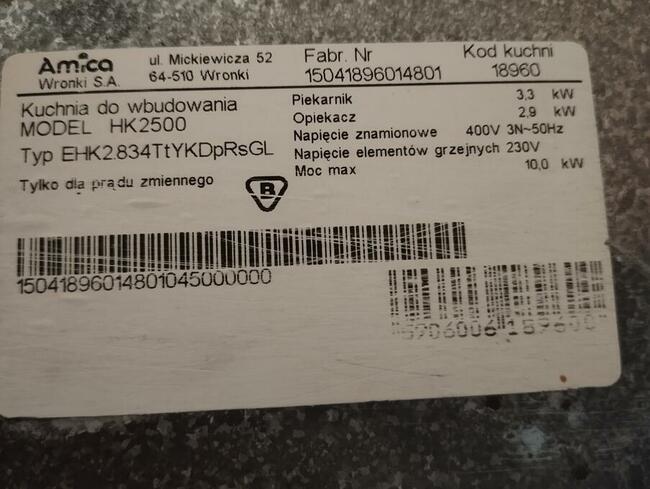 Amica
Wronki S.A.
ul. Mickiewicza 52
64-510 Wronki
Fabr. Nr
15041896014801
Kod kuchni
18960
Kuchnia do wbudowania
MODEL HK2500
Typ EHK2.834TtYKDpRsGL
Tylko dla prądu zmiennego
B
Piekarnik 3,3 kW
Opiekacz 2,9 kW
Napięcie znamionowe 400V 3N~50Hz
Napięcie elementów grzejnych 230V
Moc max 10,0 kW
15041896014801045000000
5906006189600